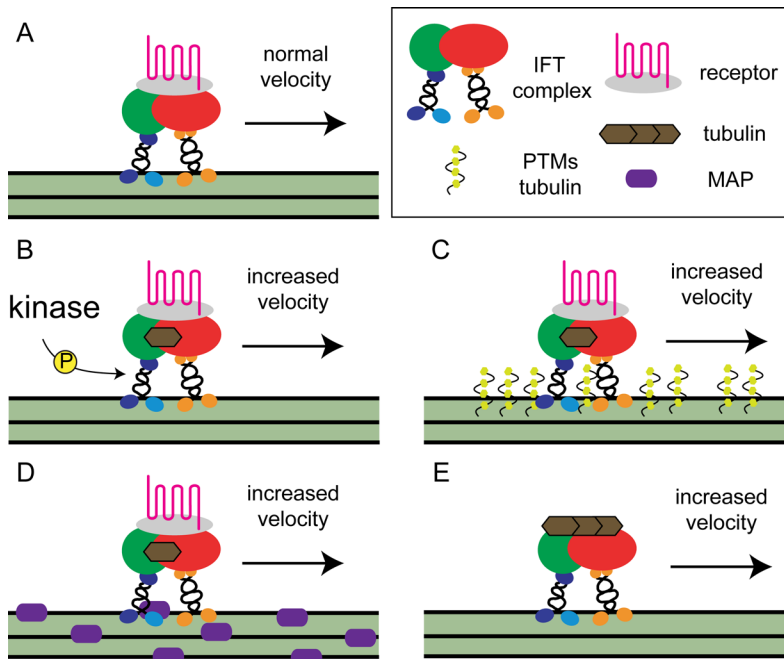 A
normal
velocity
IFT
complex
receptor
PTMs
tubulin
tubulin
MAP
B
kinase
P
increased
velocity
C
increased
velocity
D
increased
velocity
E
increased
velocity